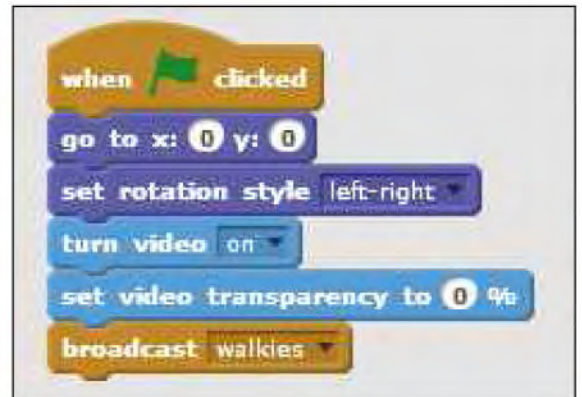 when clicked
go to x: 0 y: 0
set rotation style left-right
turn video on
set video transparency to 0 %
broadcast walkies